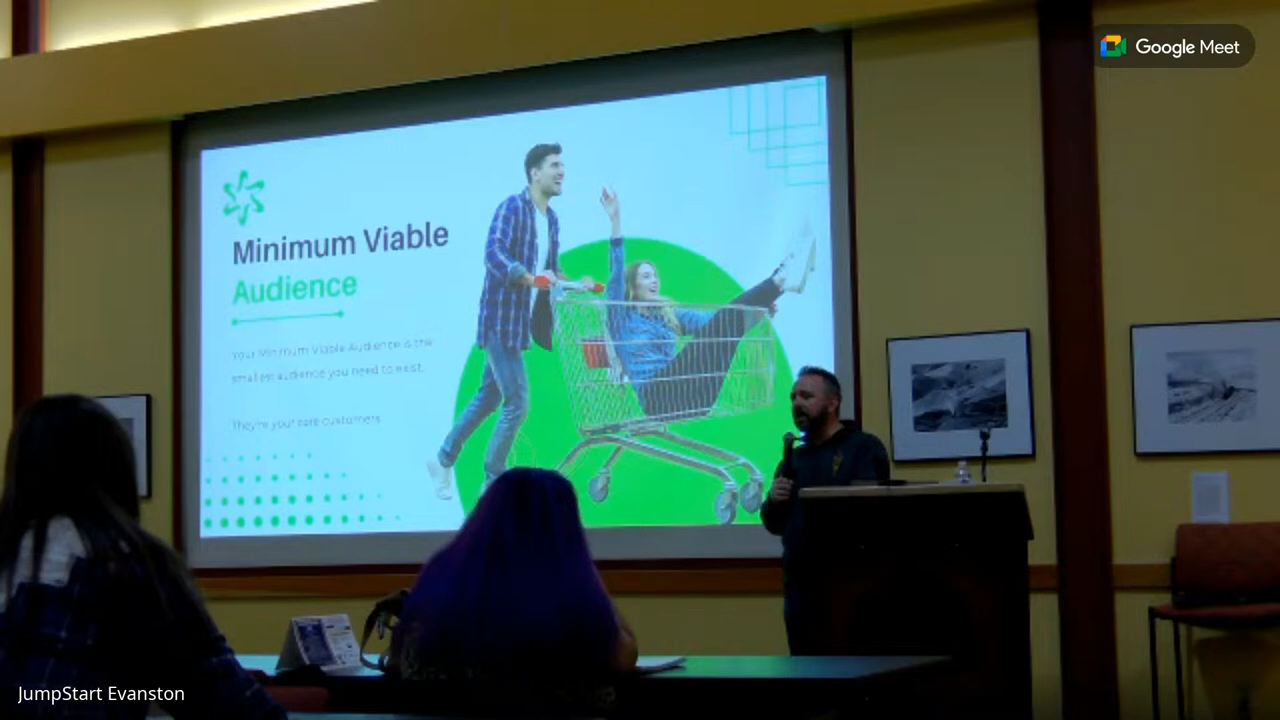 Google Meet
Minimum Viable
Audience
Your Minimum Viable Audience is the
smallest audience you need to exist.
They're your core customers
JumpStart Evanston